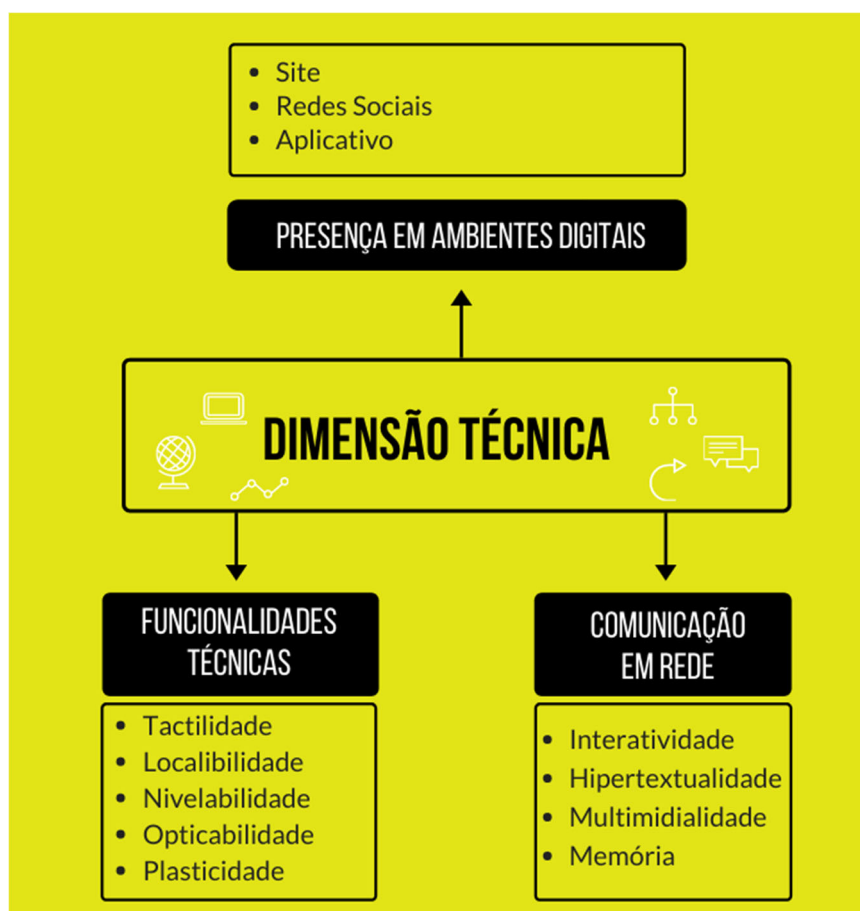 • Site
• Redes Sociais
• Aplicativo
PRESENÇA EM AMBIENTES DIGITAIS
DIMENSÃO TÉCNICA
FUNCIONALIDADES
TÉCNICAS
• Tactilidade
• Localibilidade
• Nivelabilidade
• Opticabilidade
• Plasticidade
COMUNICAÇÃO
EM REDE
• Interatividade
• Hipertextualidade
• Multimidialidade
• Memória